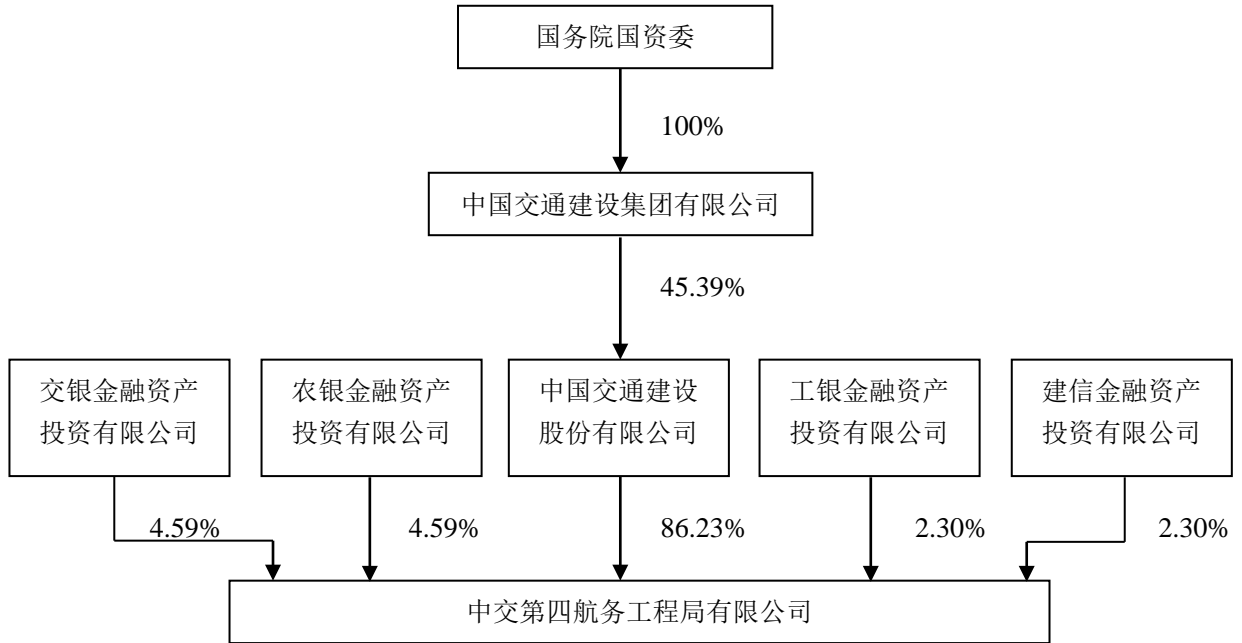 国务院国资委
100%
中国交通建设集团有限公司
45.39%
交银金融资产
投资有限公司
农银金融资产
投资有限公司
中国交通建设
股份有限公司
工银金融资产
投资有限公司
建信金融资产
投资有限公司
4.59%
4.59%
86.23%
2.30%
2.30%
中文第四航务工程局有限公司